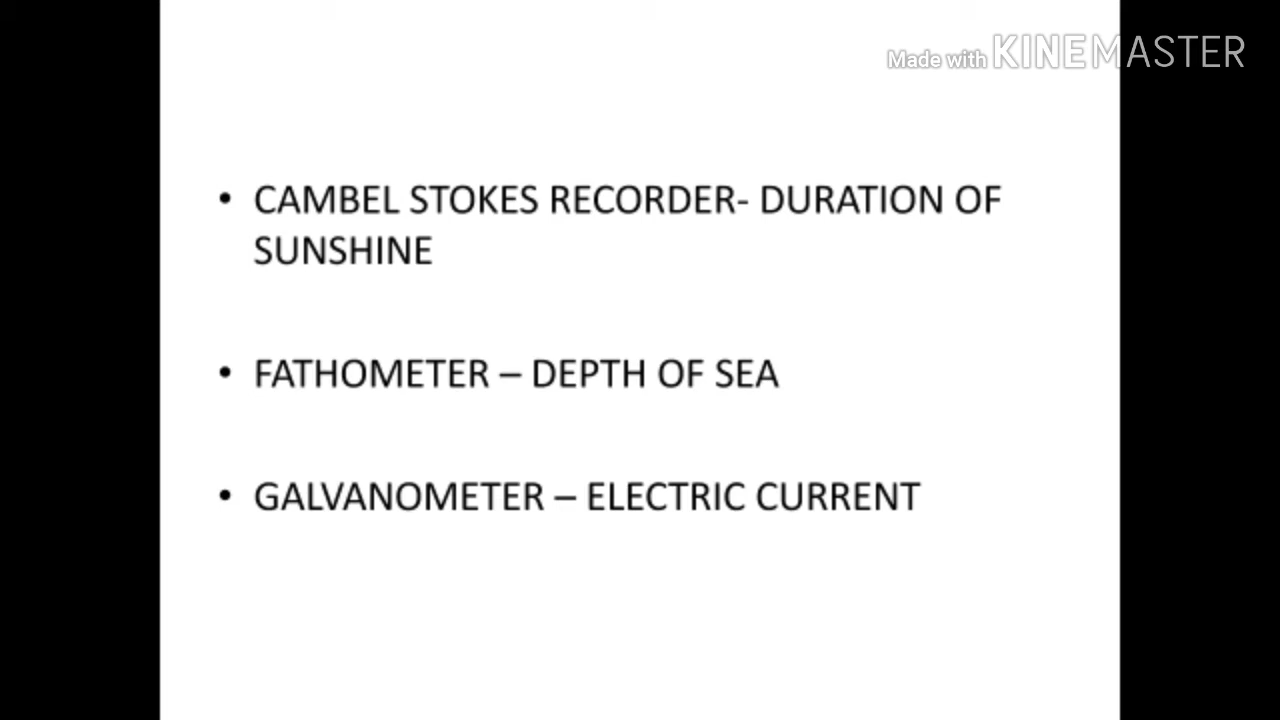 Made with KINEMASTER
• CAMBEL STOKES RECORDER- DURATION OF
SUNSHINE
• FATHOMETER – DEPTH OF SEA
• GALVANOMETER – ELECTRIC CURRENT